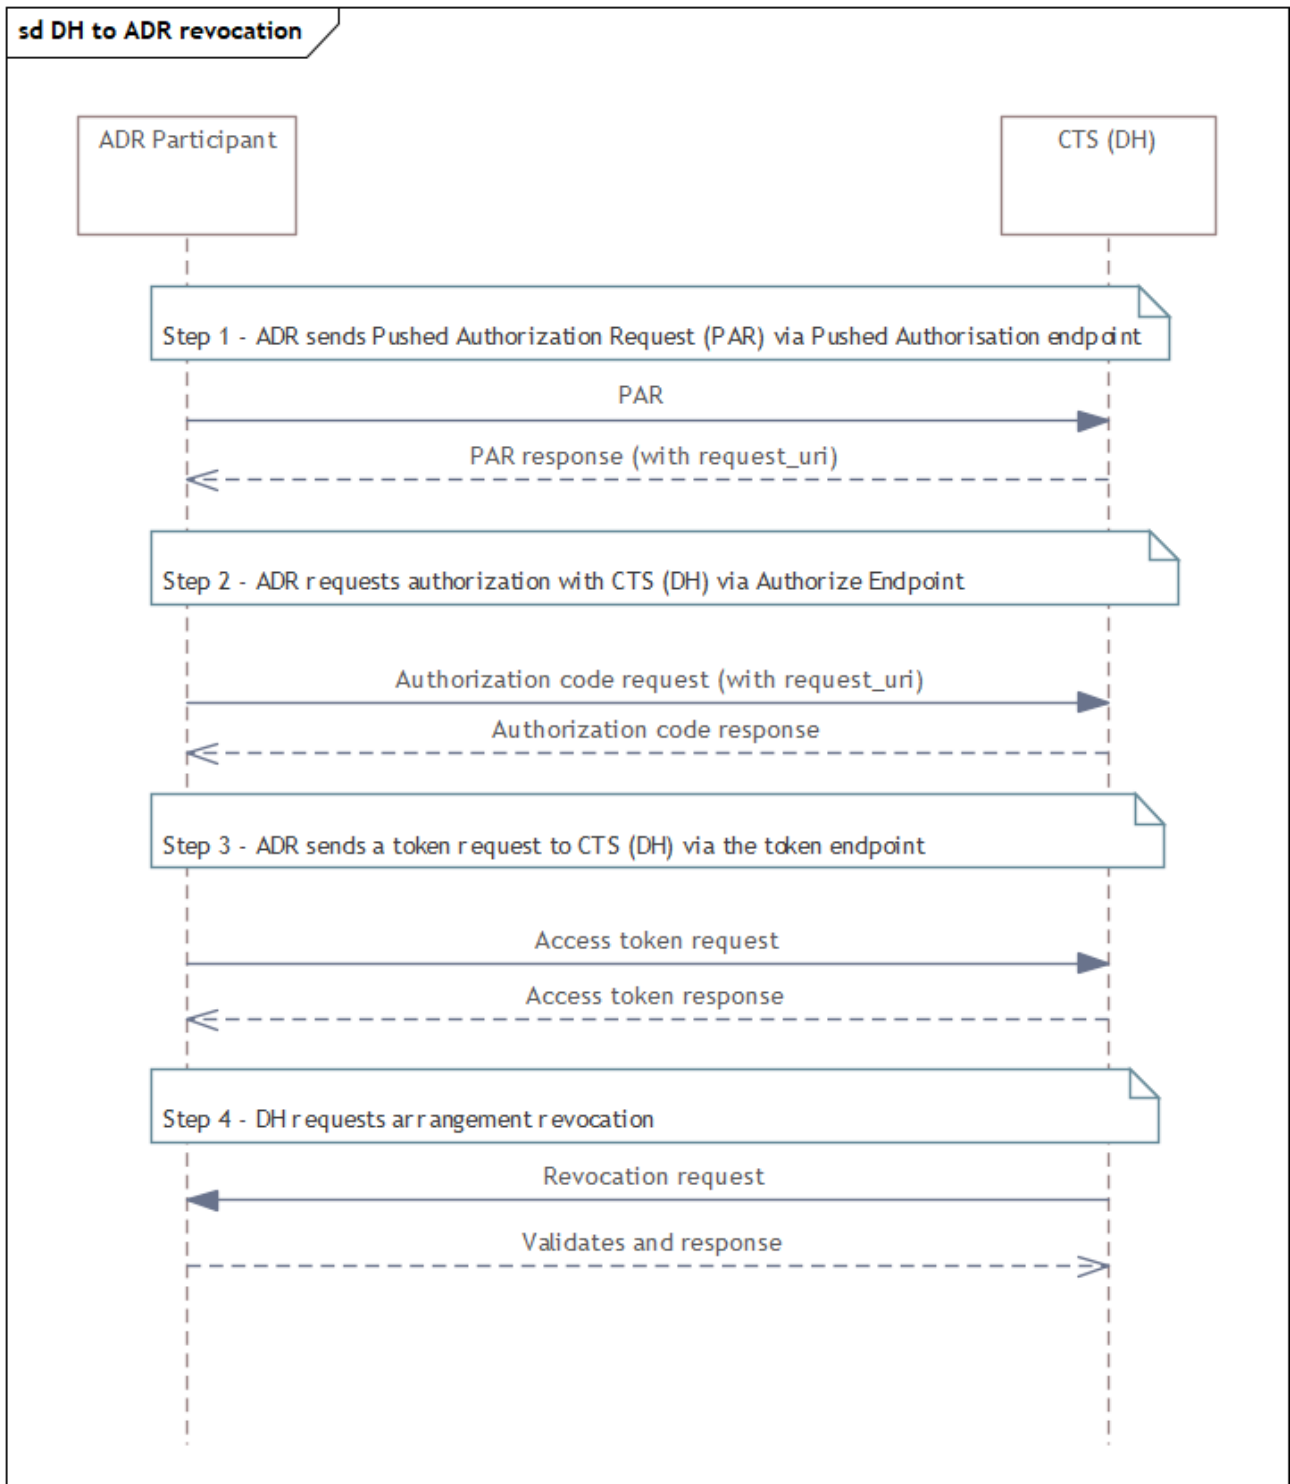 sd DH to ADR revocation
ADR Participant
CTS (DH)
Step 1 - ADR sends Pushed Authorization Request (PAR) via Pushed Authorisation endpoint
PAR
PAR response (with request_uri)
Step 2 - ADR requests authorization with CTS (DH) via Authorize Endpoint
Authorization code request (with request_uri)
Authorization code response
Step 3 - ADR sends a token request to CTS (DH) via the token endpoint
Access token request
Access token response
Step 4 - DH requests arrangement revocation
Revocation request
Validates and response